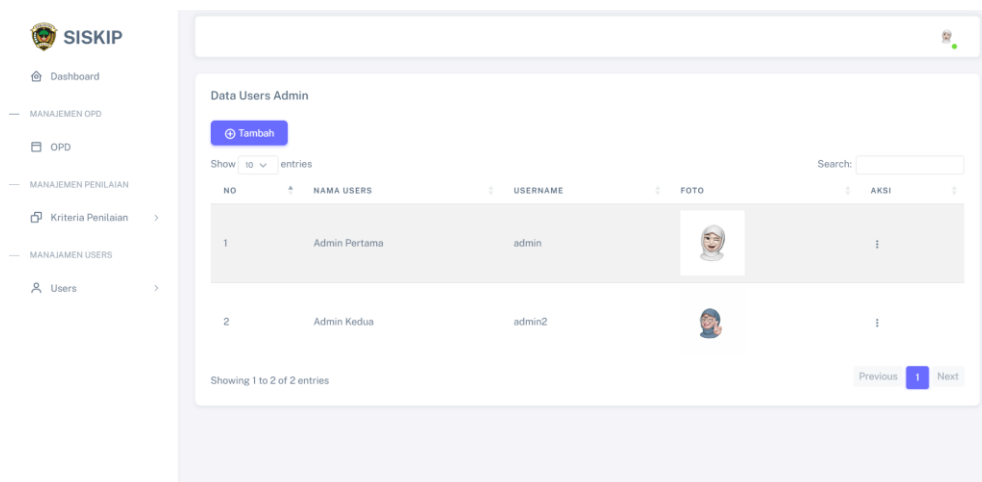 SISKIP
Dashboard
MANAJEMEN OPD
OPD
MANAJEMEN PENILAIAN
Kriteria Penilaian
MANAJAMEN USERS
Users
Data Users Admin
Tambah
Show 10 entries
Search:
NO NAMA USERS USERNAME FOTO AKSI
1 Admin Pertama admin
2 Admin Kedua admin2
Showing 1 to 2 of 2 entries
Previous 1 Next